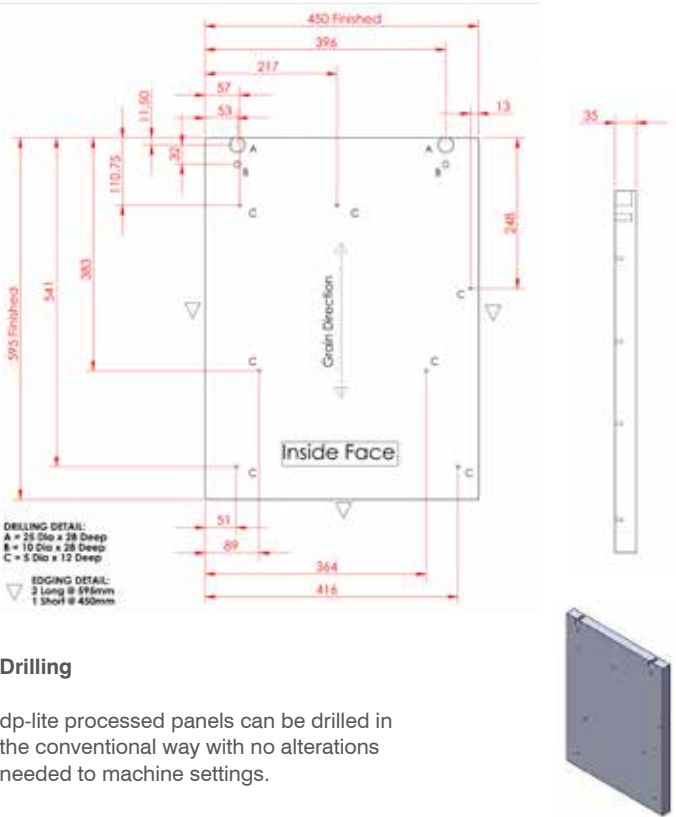 450 Finished
396
217
57
53
13
35
11.50
32
110.75
A
A
B
B
C
C
248
383
541
595 Finished
C
Grain Direction
C
C
Inside Face
C
C
51
89
364
416
DRILLING DETAIL:
A = 25 Dia x 28 Deep
B = 10 Dia x 28 Deep
C = 5 Dia x 12 Deep
EDGING DETAIL:
2 Long @ 595mm
1 Short @ 450mm
Drilling
dp-lite processed panels can be drilled in
the conventional way with no alterations
needed to machine settings.